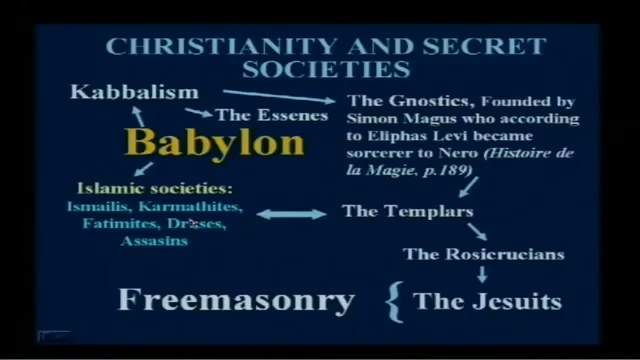 CHRISTIANITY AND SECRET
SOCIETIES
Kabbalism
The Essenes
The Gnostics, Founded by
Simon Magus who according
to Eliphas Levi became
sorcerer to Nero (Histoire de
la Magie, p.189)
Babylon
Islamic societies:
Ismailis, Karmathites,
Fatimites, Druses,
Assasins
The Templars
The Rosicrucians
Freemasonry { The Jesuits